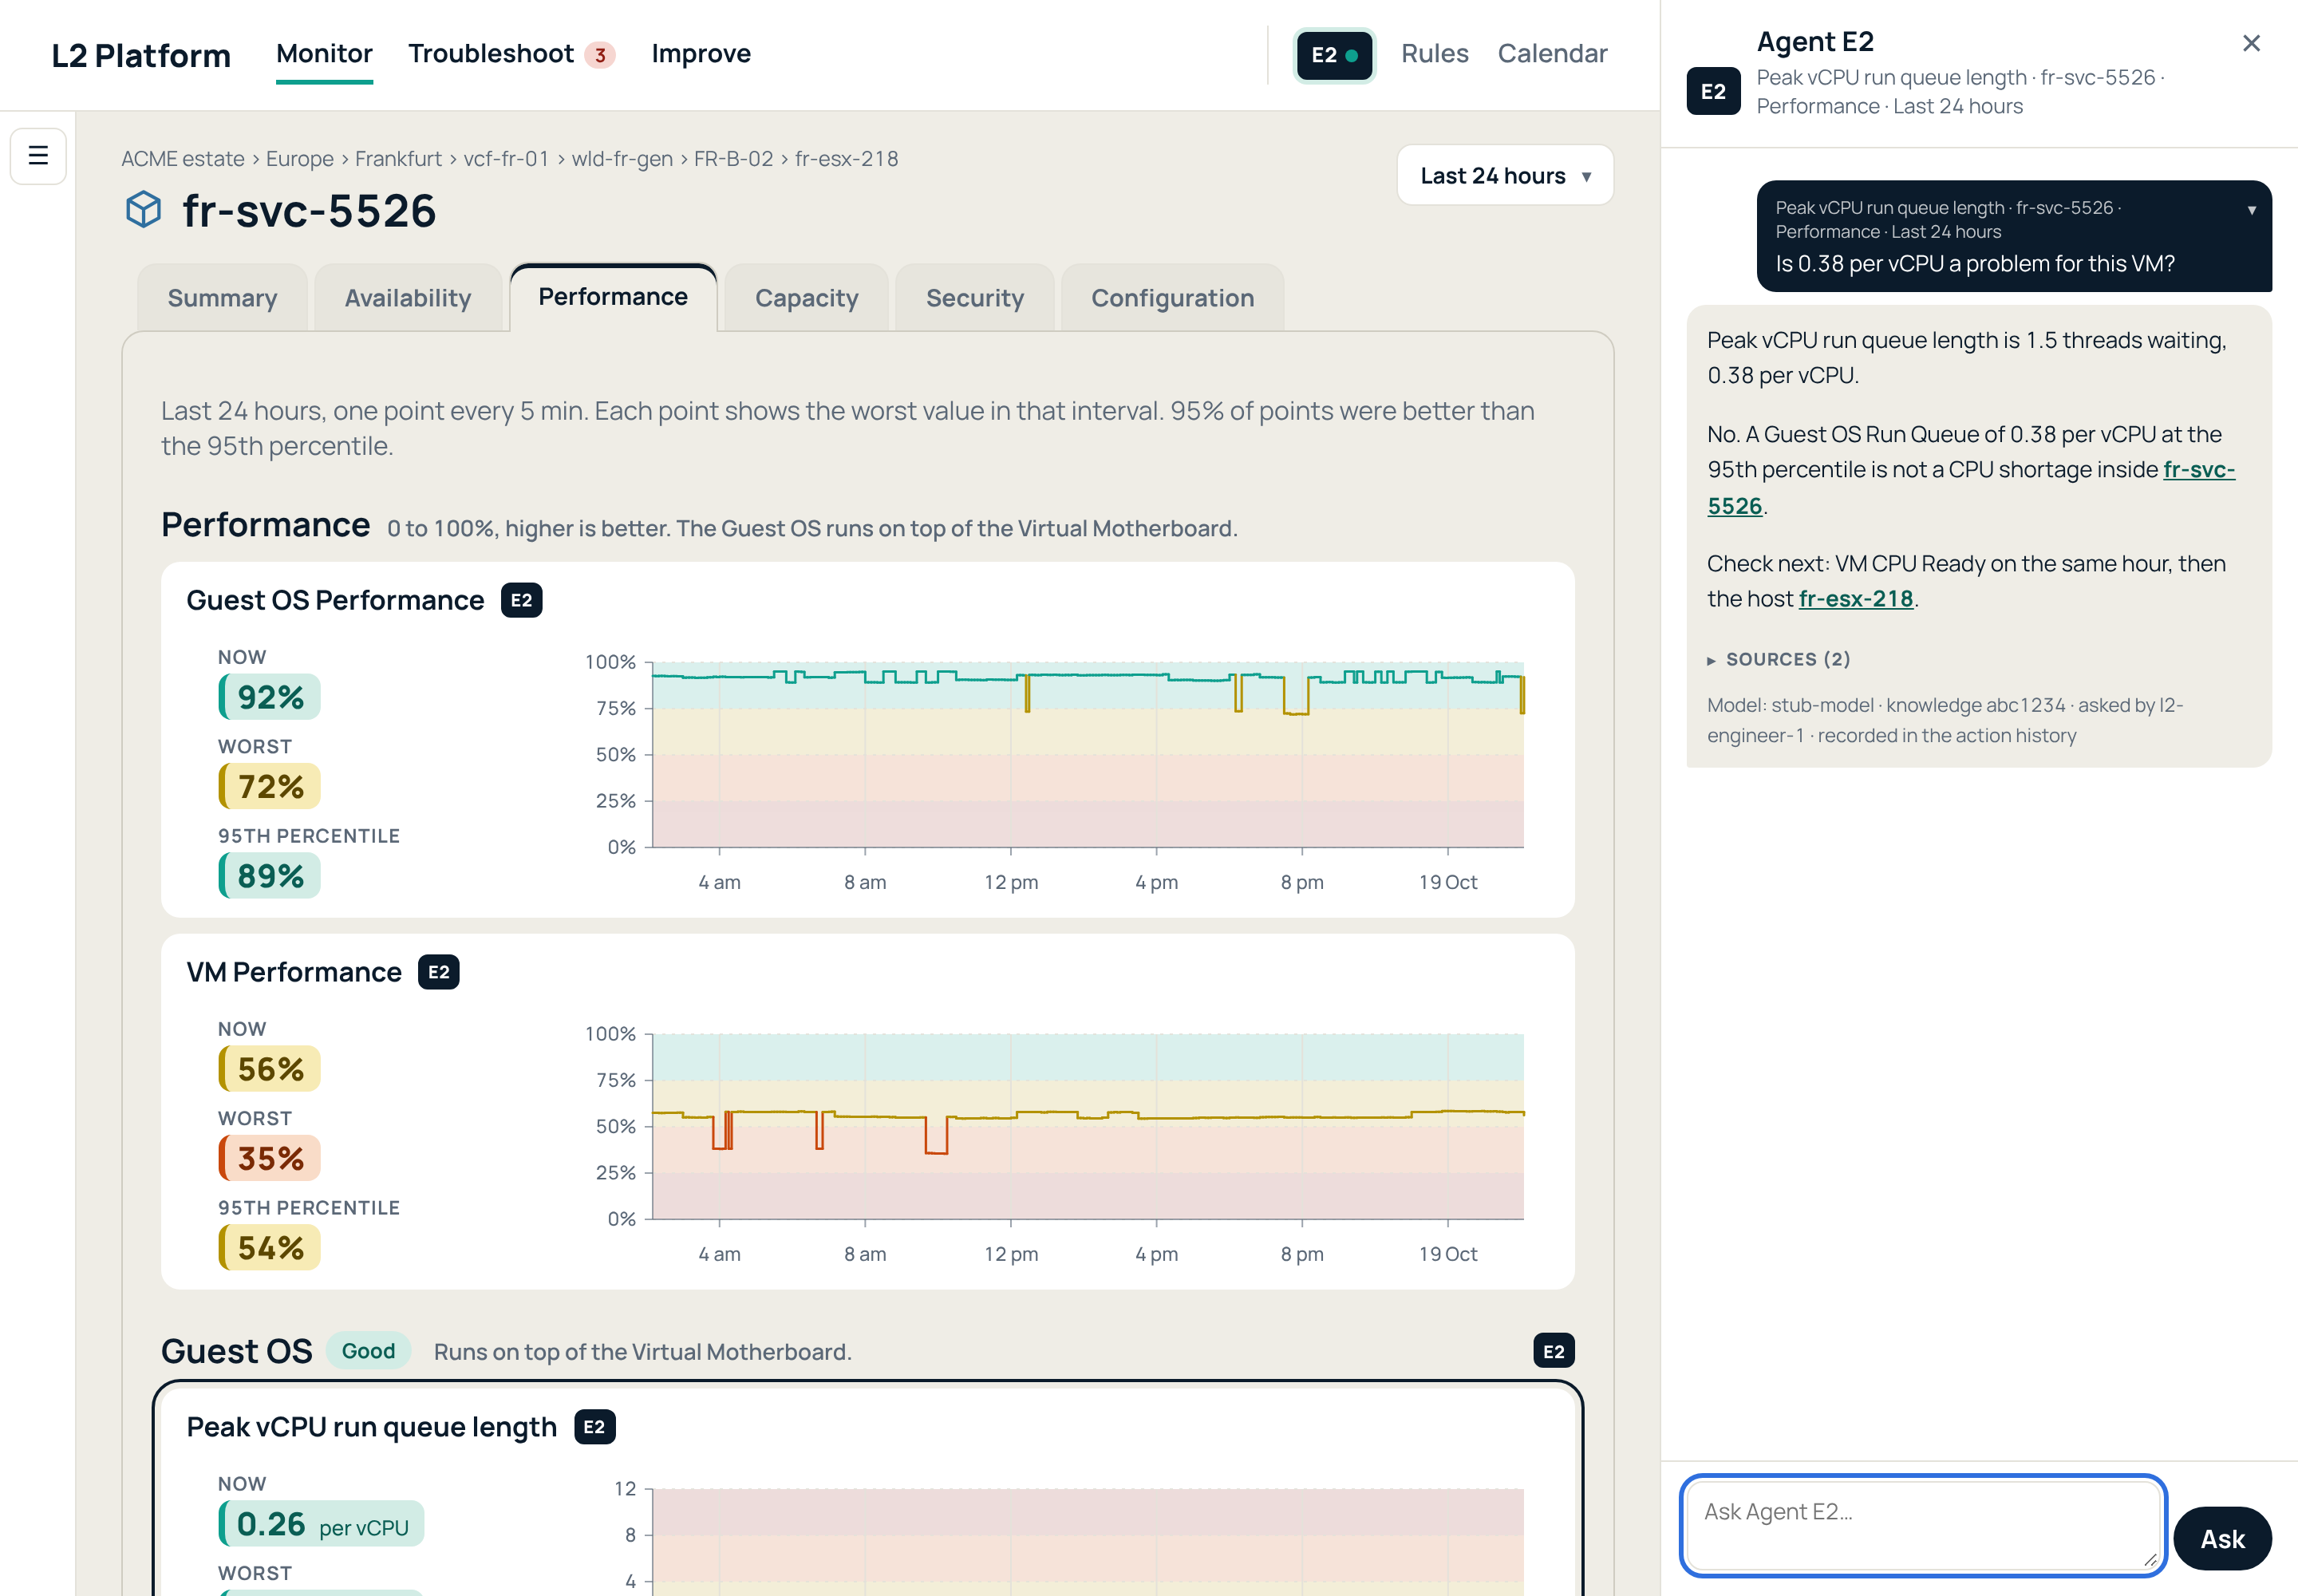 L2 Platform
Monitor
Troubleshoot 3
Improve
E2
Rules
Calendar
☰
ACME estate › Europe › Frankfurt › vcf-fr-01 › wld-fr-gen › FR-B-02 › fr-esx-218
fr-svc-5526
Last 24 hours ▾
Summary
Availability
Performance
Capacity
Security
Configuration
Last 24 hours, one point every 5 min. Each point shows the worst value in that interval. 95% of points were better than
the 95th percentile.
Performance 0 to 100%, higher is better. The Guest OS runs on top of the Virtual Motherboard.
Guest OS Performance E2
NOW
92%
WORST
72%
95TH PERCENTILE
89%
100%
75%
50%
25%
0%
4 am 8 am 12 pm 4 pm 8 pm 19 Oct
VM Performance E2
NOW
56%
WORST
35%
95TH PERCENTILE
54%
100%
75%
50%
25%
0%
4 am 8 am 12 pm 4 pm 8 pm 19 Oct
Guest OS Good Runs on top of the Virtual Motherboard. E2
Peak vCPU run queue length E2
NOW
0.26 per vCPU
WORST
12
8
4
Agent E2
E2
Peak vCPU run queue length · fr-svc-5526 ·
Performance · Last 24 hours
Peak vCPU run queue length · fr-svc-5526 ·
Performance · Last 24 hours
Is 0.38 per vCPU a problem for this VM?
Peak vCPU run queue length is 1.5 threads waiting,
0.38 per vCPU.
No. A Guest OS Run Queue of 0.38 per vCPU at the
95th percentile is not a CPU shortage inside fr-svc-
5526.
Check next: VM CPU Ready on the same hour, then
the host fr-esx-218.
▸ SOURCES (2)
Model: stub-model · knowledge abc1234 · asked by l2-
engineer-1 · recorded in the action history
Ask Agent E2…
Ask